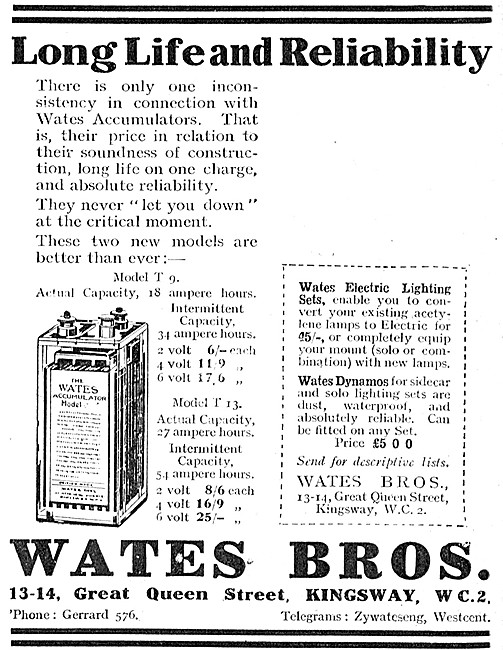 Long Life and Reliability
There is only one incon-
sistency in connection with
Wates Accumulators. That
is, their price in relation to
their soundness of construc-
tion, long life on one charge,
and absolute reliability.
They never "let you down"
at the critical moment.
These two new models are
better than ever:—
Model T 9.
Actual Capacity, 18 ampere hours.
Intermittent
Capacity,
34 ampere hours.
2 volt 6/- each
4 volt 11/9 „
6 volt 17/6 „
Model T 13.
Actual Capacity,
27 ampere hours.
Intermittent
Capacity,
54 ampere hours.
2 volt 8/6 each
4 volt 16/9 „
6 volt 25/- „
THE
WATES
ACCUMULATOR
Model
Wates Electric Lighting
Sets, enable you to con-
vert your existing acety-
lene lamps to Electric for
/-, or completely equip
your mount (solo or com-
bination) with new lamps.
Wates Dynamos for sidecar
and solo lighting sets are
dust, waterproof, and
absolutely reliable. Can
be fitted on any Set.
Price £5 0 0
Send for descriptive lists.
WATES BROS.,
13-14, Great Queen Street,
Kingsway, W.C. 2.
WATES BROS.
13-14, Great Queen Street, KINGSWAY, W C.2,
'Phone: Gerrard 576. Telegrams: Zywateseng, Westcent.